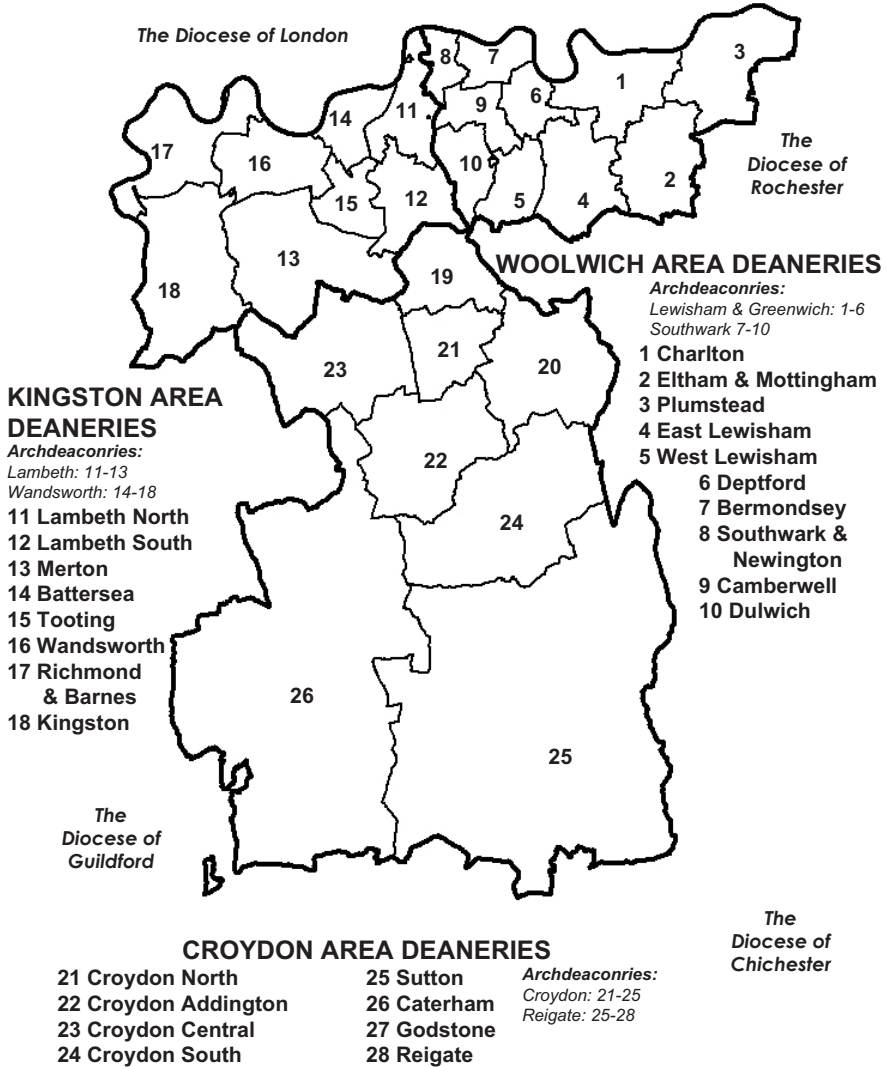 The Diocese of London
8
7
3
1
14
11
9
6
17
16
10
The
Diocese of
Rochester
2
15
12
5
4
13
18
19
WOOLWICH AREA DEANERIES
Archdeaconries:
Lewisham & Greenwich: 1-6
Southwark 7-10
1 Charlton
2 Eltham & Mottingham
3 Plumstead
4 East Lewisham
5 West Lewisham
6 Deptford
7 Bermondsey
8 Southwark &
Newington
9 Camberwell
10 Dulwich
21
23
20
22
24
26
25
KINGSTON AREA
DEANERIES
Archdeaconries:
Lambeth: 11-13
Wandsworth: 14-18
11 Lambeth North
12 Lambeth South
13 Merton
14 Battersea
15 Tooting
16 Wandsworth
17 Richmond
& Barnes
18 Kingston
The
Diocese of
Guildford
The
Diocese of
Chichester
CROYDON AREA DEANERIES
21 Croydon North
22 Croydon Addington
23 Croydon Central
24 Croydon South
25 Sutton
26 Caterham
27 Godstone
28 Reigate
Archdeaconries:
Croydon: 21-25
Reigate: 25-28